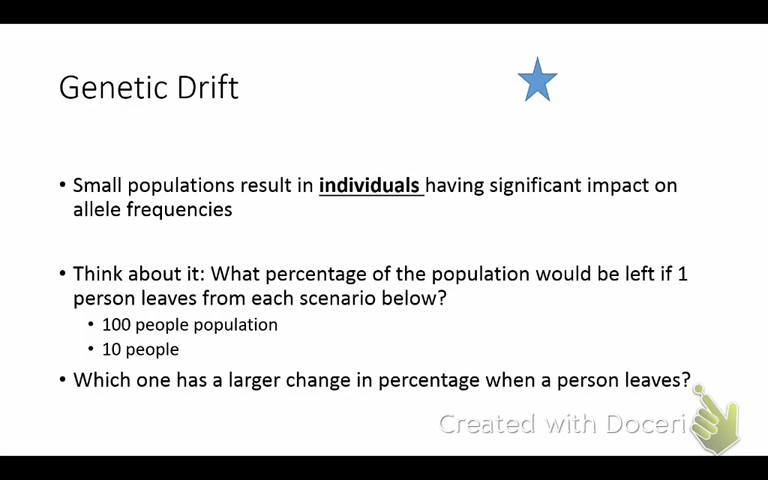 Genetic Drift
• Small populations result in individuals having significant impact on
allele frequencies
• Think about it: What percentage of the population would be left if 1
person leaves from each scenario below?
• 100 people population
• 10 people
• Which one has a larger change in percentage when a person leaves?
Created with Doceri